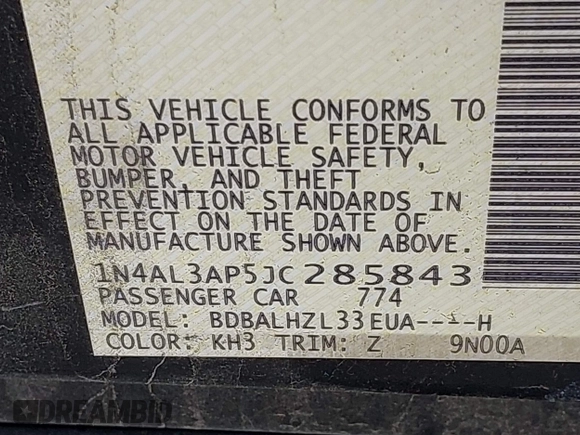 THIS VEHICLE CONFORMS TO
ALL APPLICABLE FEDERAL
MOTOR VEHICLE SAFETY,
BUMPER, AND THEFT
PREVENTION STANDARDS IN
EFFECT ON THE DATE OF
MANUFACTURE SHOWN ABOVE.
1N4AL3AP5JC285843
PASSENGER CAR 774
MODEL: BDBALHZL33EUA----H
COLOR: KH3 TRIM: Z 9N00A
DREAMBID